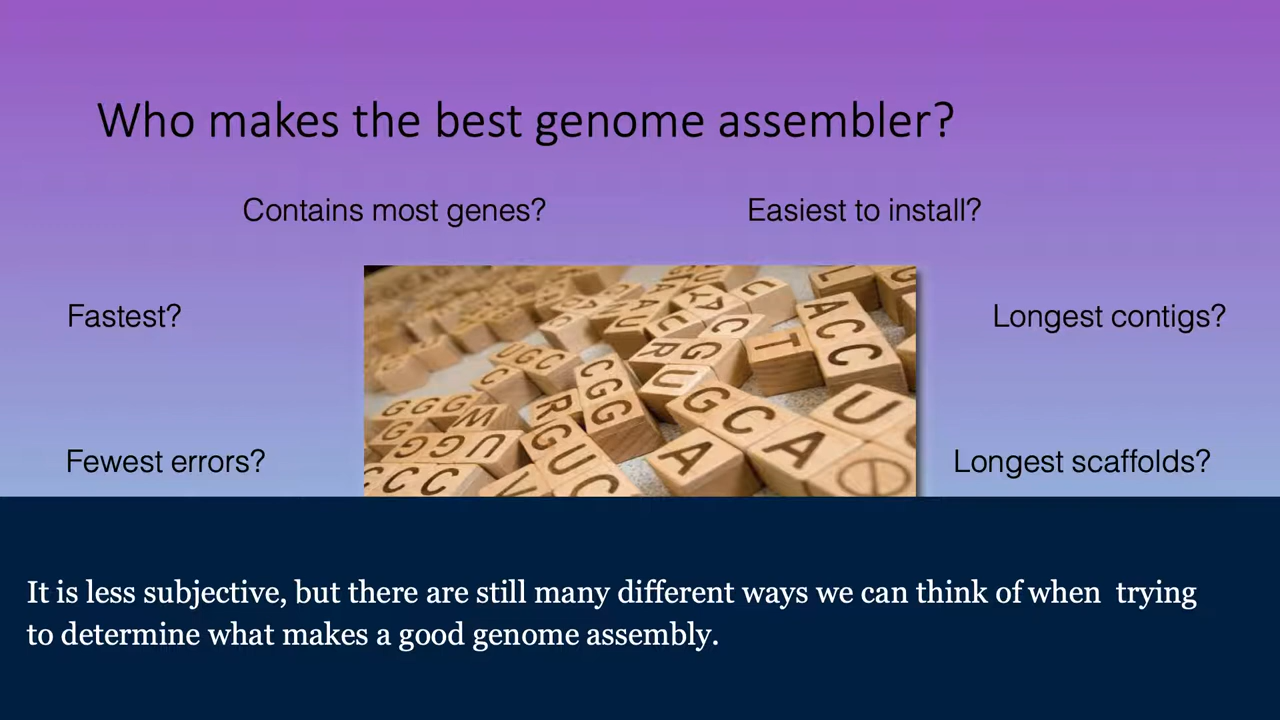 Who makes the best genome assembler?
Contains most genes?
Easiest to install?
Fastest?
Longest contigs?
Fewest errors?
Longest scaffolds?
It is less subjective, but there are still many different ways we can think of when  trying
to determine what makes a good genome assembly.